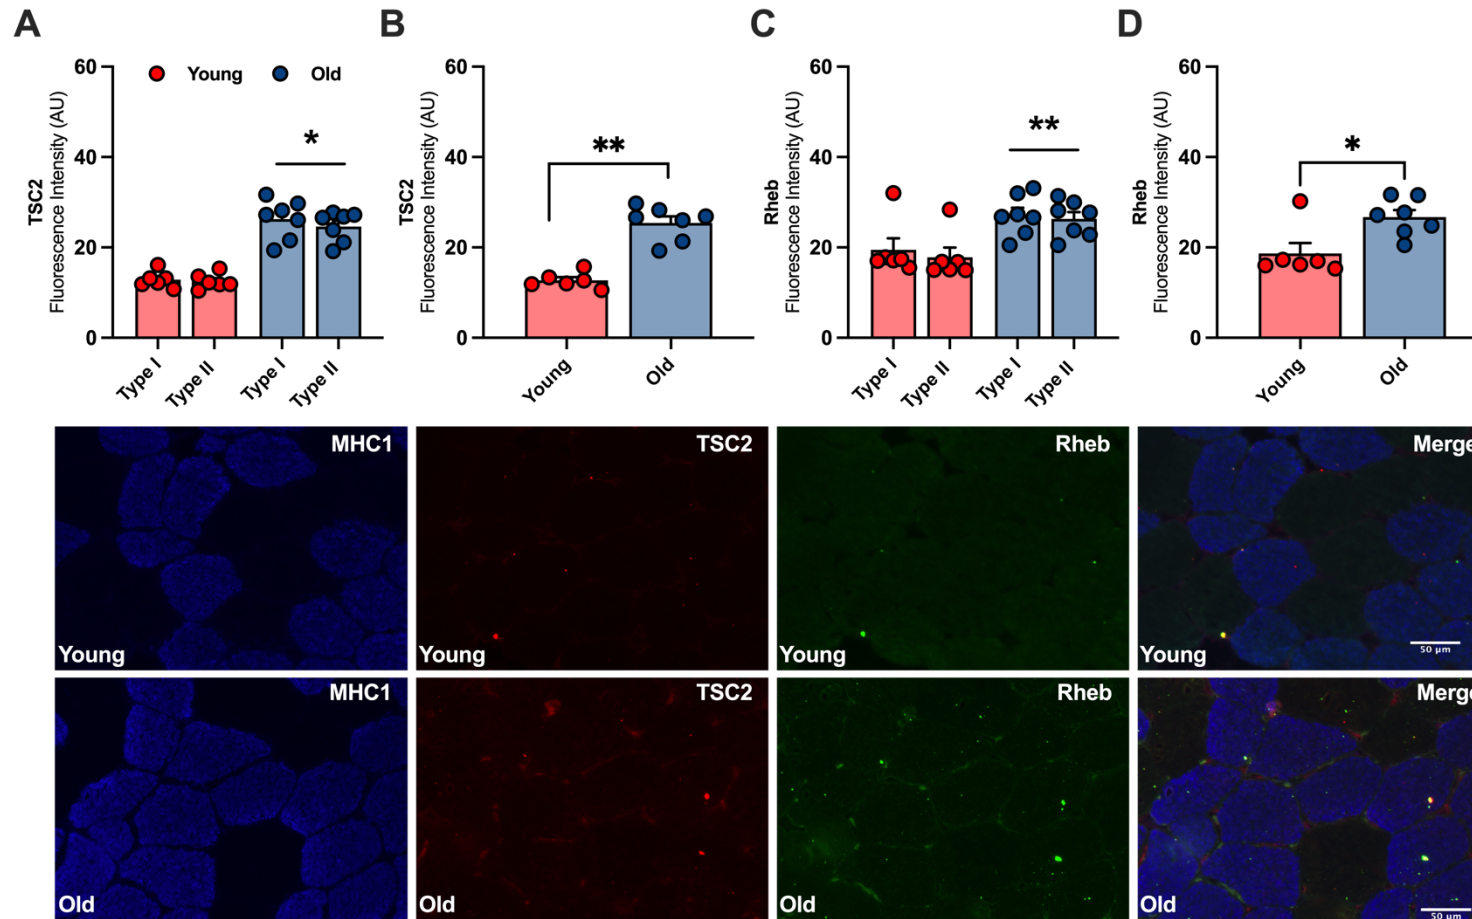 A
B
C
D
Young
Old
TSC2
Fluorescence Intensity (AU)
60
40
20
0
*
Type I
Type II
Type I
Type II
TSC2
Fluorescence Intensity (AU)
60
40
20
0
**
Young
Old
Rheb
Fluorescence Intensity (AU)
60
40
20
0
**
Type I
Type II
Type I
Type II
Rheb
Fluorescence Intensity (AU)
60
40
20
0
*
Young
Old
MHC1
Young
TSC2
Young
Rheb
Young
Merge
Young
50 µm
MHC1
Old
TSC2
Old
Rheb
Old
Merge
Old
50 µm